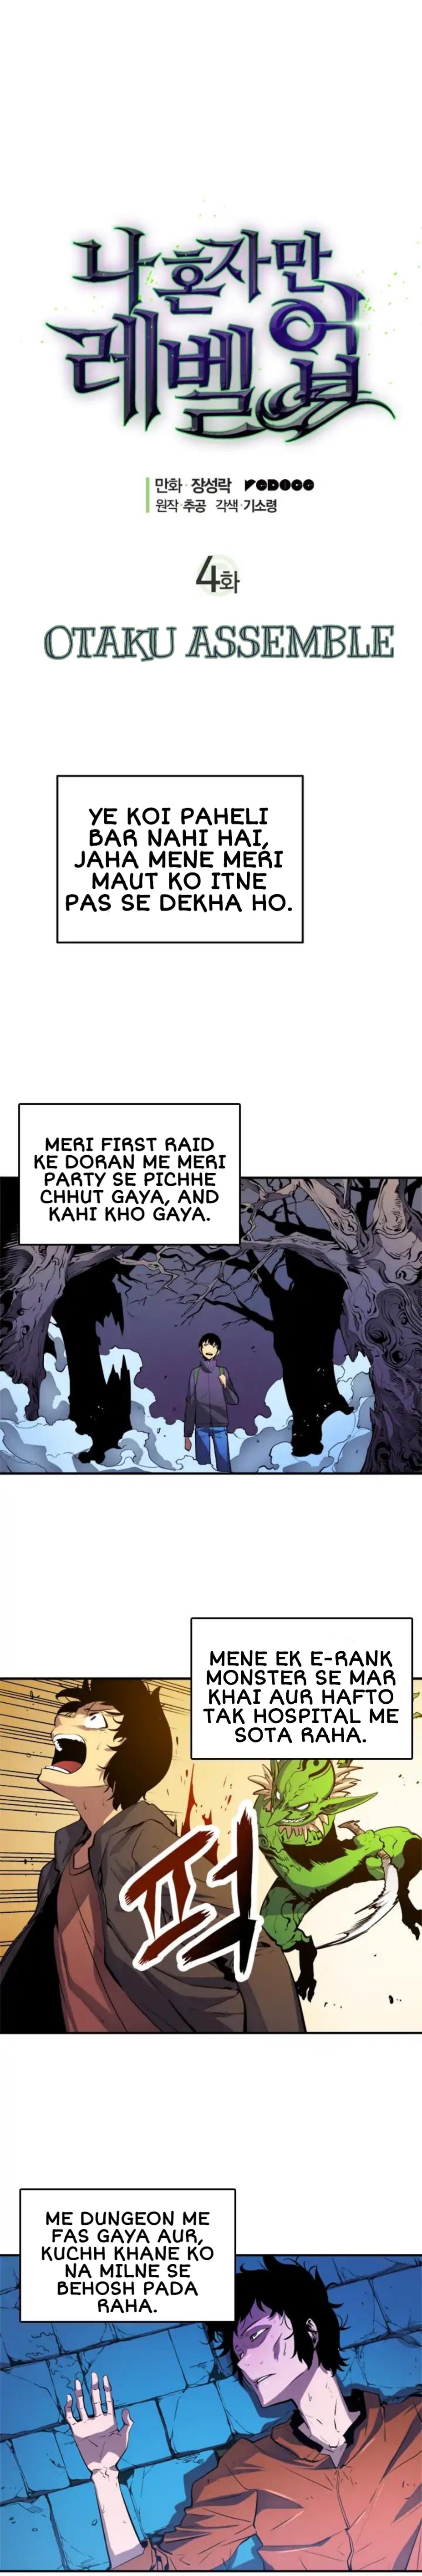 나 혼자만
레벨업
만화·장성락 REDICE
원작·추공 각색·기소령
4화
OTAKU ASSEMBLE
YE KOI PAHELI
BAR NAHI HAI,
JAHA MENE MERI
MAUT KO ITNE
PAS SE DEKHA HO.
MERI FIRST RAID
KE DORAN ME MERI
PARTY SE PICHHE
CHHUT GAYA, AND
KAHI KHO GAYA.
MENE EK E-RANK
MONSTER SE MAR
KHAI AUR HAFTO
TAK HOSPITAL ME
SOTA RAHA.
퍽
ME DUNGEON ME
FAS GAYA AUR,
KUCHH KHANE KO
NA MILNE SE
BEHOSH PADA
RAHA.